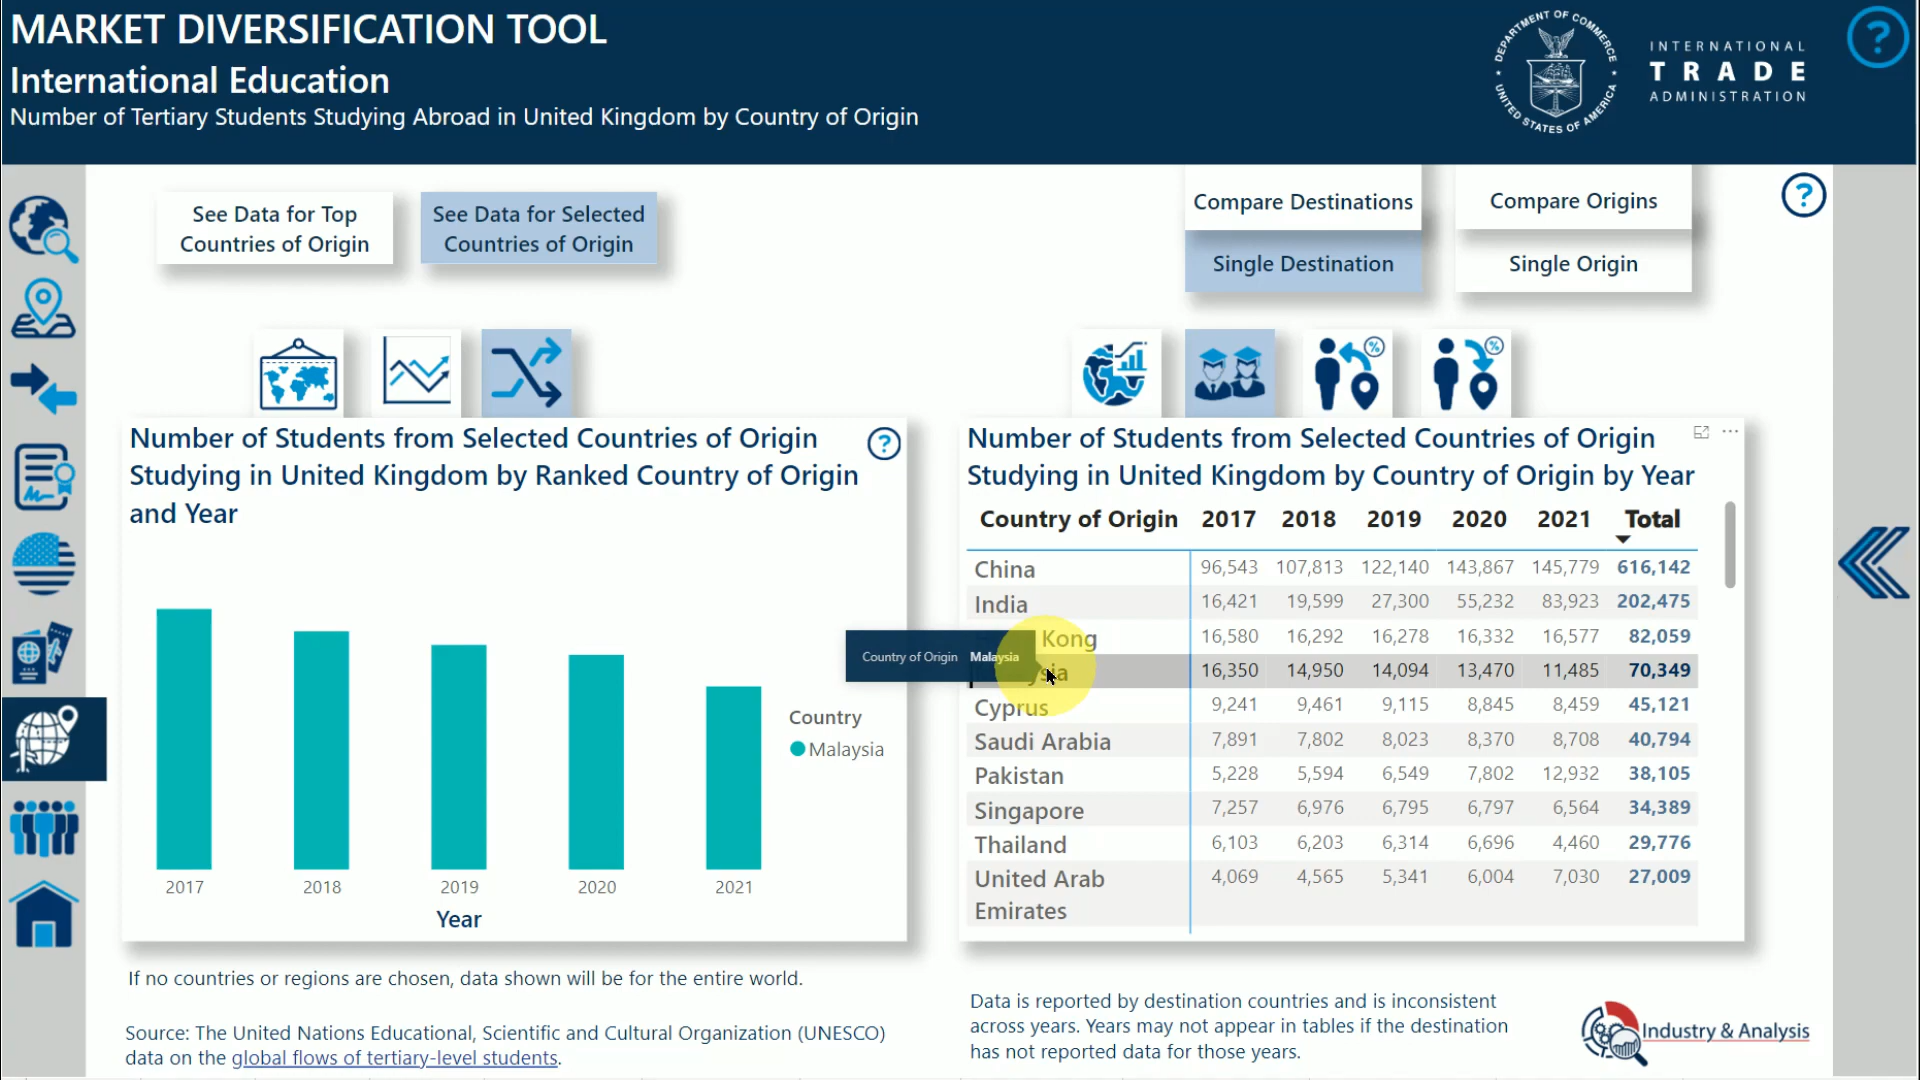 MARKET DIVERSIFICATION TOOL
International Education
Number of Tertiary Students Studying Abroad in United Kingdom by Country of Origin
DEPARTMENT OF COMMERCE
UNITED STATES OF AMERICA
INTERNATIONAL
TRADE
ADMINISTRATION
?
See Data for Top
Countries of Origin
See Data for Selected
Countries of Origin
Compare Destinations
Single Destination
Compare Origins
Single Origin
?
%
%
Number of Students from Selected Countries of Origin
Studying in United Kingdom by Ranked Country of Origin
and Year
?
2017 2018 2019 2020 2021
Year
Country
Malaysia
Number of Students from Selected Countries of Origin
Studying in United Kingdom by Country of Origin by Year
Country of Origin 2017 2018 2019 2020 2021 Total
China 96,543 107,813 122,140 143,867 145,779 616,142
India 16,421 19,599 27,300 55,232 83,923 202,475
Kong 16,580 16,292 16,278 16,332 16,577 82,059
Country of Origin Malaysia
16,350 14,950 14,094 13,470 11,485 70,349
Cyprus 9,241 9,461 9,115 8,845 8,459 45,121
Saudi Arabia 7,891 7,802 8,023 8,370 8,708 40,794
Pakistan 5,228 5,594 6,549 7,802 12,932 38,105
Singapore 7,257 6,976 6,795 6,797 6,564 34,389
Thailand 6,103 6,203 6,314 6,696 4,460 29,776
United Arab 4,069 4,565 5,341 6,004 7,030 27,009
Emirates
If no countries or regions are chosen, data shown will be for the entire world.
Source: The United Nations Educational, Scientific and Cultural Organization (UNESCO)
data on the global flows of tertiary-level students.
Data is reported by destination countries and is inconsistent
across years. Years may not appear in tables if the destination
has not reported data for those years.
Industry & Analysis